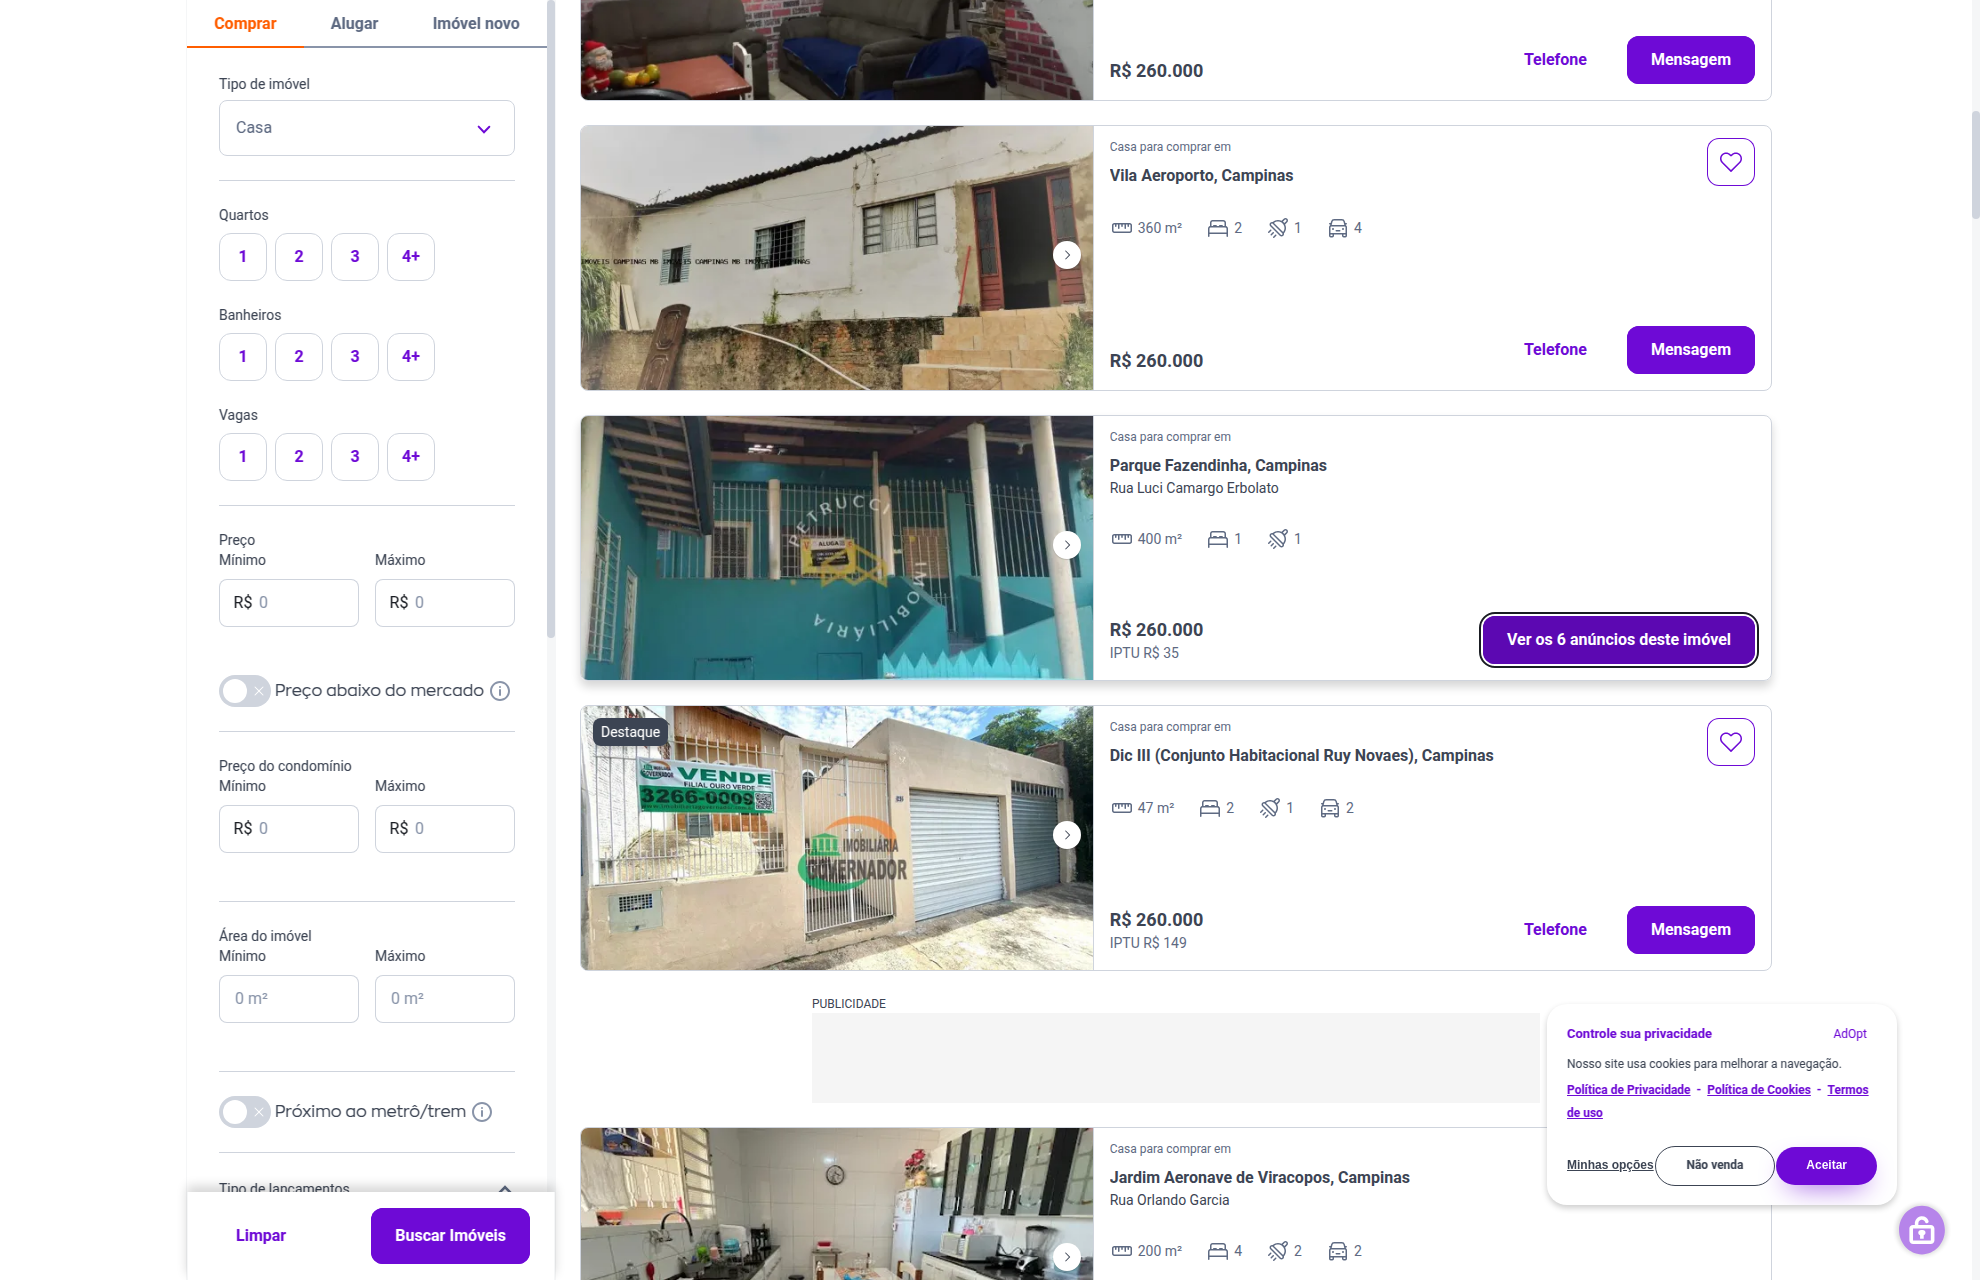 Comprar
Alugar
Imóvel novo
Tipo de imóvel
Casa
Quartos
1
2
3
4+
Banheiros
1
2
3
4+
Vagas
1
2
3
4+
Preço
Mínimo
Máximo
R$ 0
R$ 0
Preço abaixo do mercado
Preço do condomínio
Mínimo
Máximo
R$ 0
R$ 0
Área do imóvel
Mínimo
Máximo
0 m²
0 m²
Próximo ao metrô/trem
Tipo de lançamentos
Limpar
Buscar Imóveis
R$ 260.000
Telefone
Mensagem
Casa para comprar em
Vila Aeroporto, Campinas
360 m²
2
1
4
R$ 260.000
Telefone
Mensagem
PETRUCCI
IMOBILIÁRIA
ALUGA
Casa para comprar em
Parque Fazendinha, Campinas
Rua Luci Camargo Erbolato
400 m²
1
1
R$ 260.000
IPTU R$ 35
Ver os 6 anúncios deste imóvel
Destaque
GOVERNADOR
VENDE
FILIAL OURO VERDE
3266-0009
IMOBILIÁRIA
GOVERNADOR
Casa para comprar em
Dic III (Conjunto Habitacional Ruy Novaes), Campinas
47 m²
2
1
2
R$ 260.000
IPTU R$ 149
Telefone
Mensagem
PUBLICIDADE
Casa para comprar em
Jardim Aeronave de Viracopos, Campinas
Rua Orlando Garcia
200 m²
4
2
2
Controle sua privacidade
AdOpt
Nosso site usa cookies para melhorar a navegação.
Política de Privacidade - Política de Cookies - Termos
de uso
Minhas opções
Não venda
Aceitar